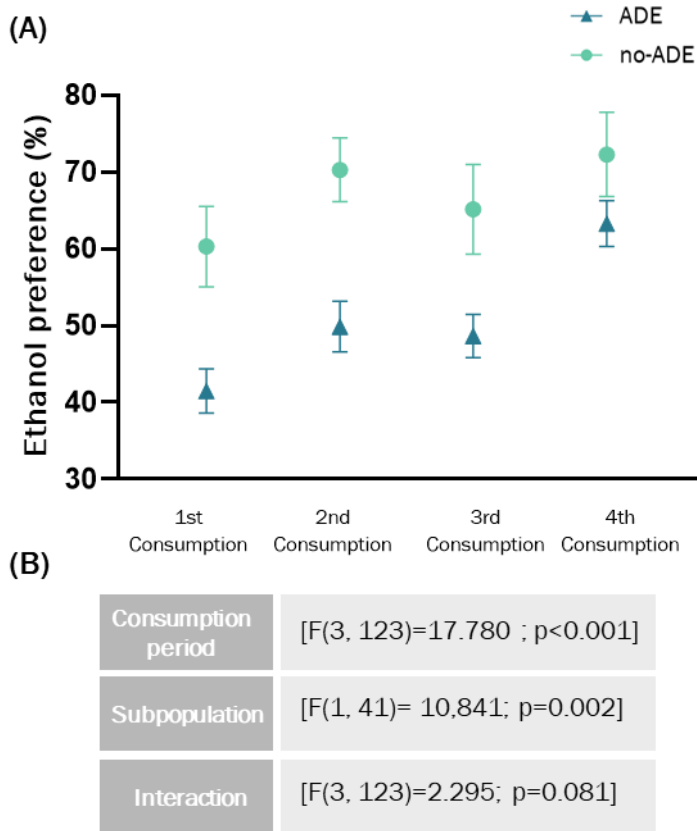 (A)
ADE
no-ADE
Ethanol preference (%)
80
70
60
50
40
30
1st Consumption
2nd Consumption
3rd Consumption
4th Consumption
(B)
Consumption period
[F(3, 123)=17.780 ; p<0.001]
Subpopulation
[F(1, 41)= 10,841; p=0.002]
Interaction
[F(3, 123)=2.295; p=0.081]